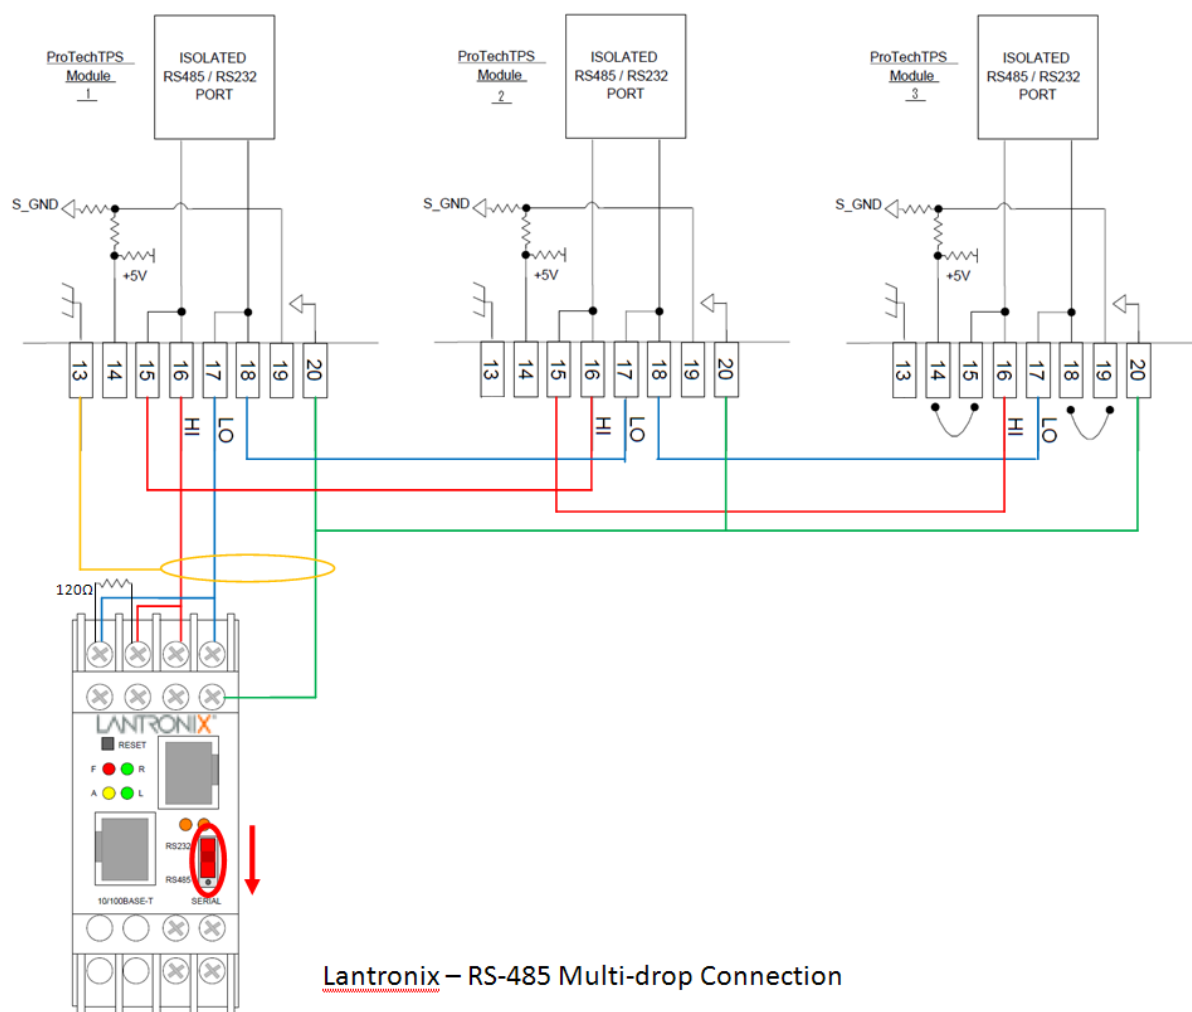 ProTechTPS
Module
1
ISOLATED
RS485 / RS232
PORT
ProTechTPS
Module
2
ISOLATED
RS485 / RS232
PORT
ProTechTPS
Module
3
ISOLATED
RS485 / RS232
PORT
S_GND
+5V
S_GND
+5V
S_GND
+5V
13 14 15 16 17 18 19 20
13 14 15 16 17 18 19 20
13 14 15 16 17 18 19 20
HI
LO
HI
LO
HI
LO
120Ω
LANTRONIX®
RESET
F R
A L
RS232
RS485
10/100BASE-T
SERIAL
Lantronix – RS-485 Multi-drop Connection